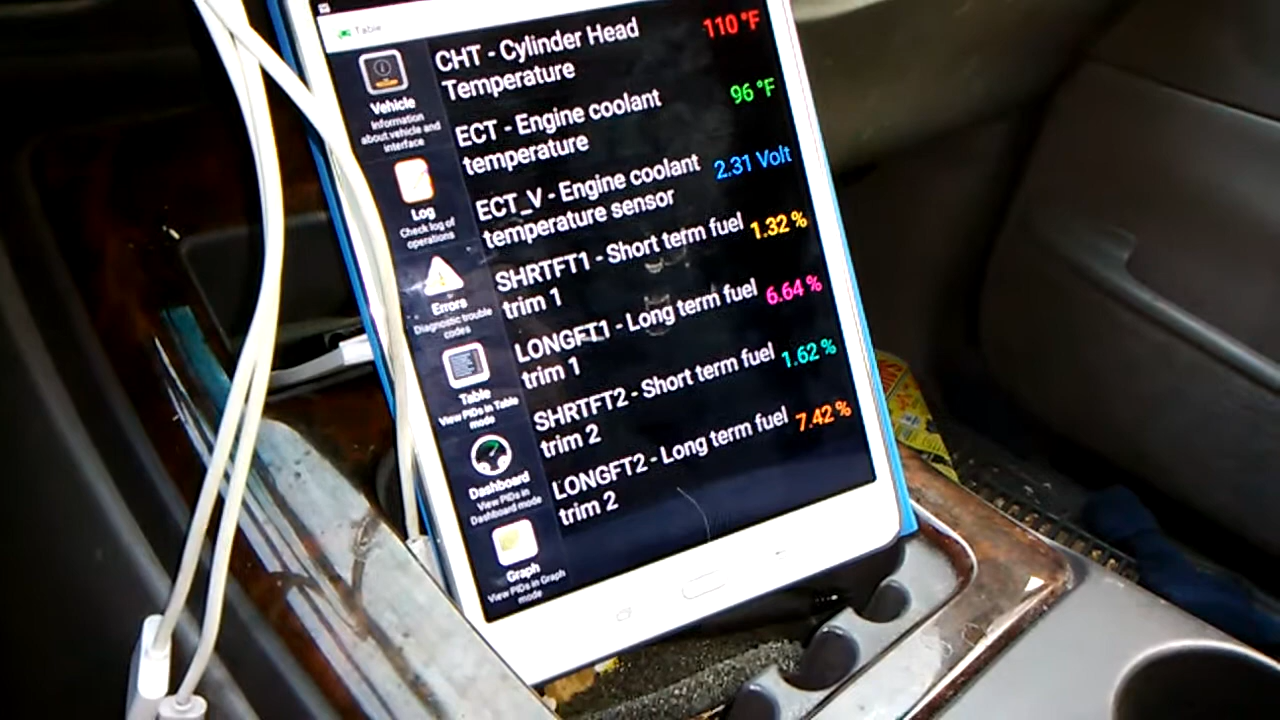 Table
Vehicle
Information
about vehicle and
interface
Log
Check log of
operations
Errors
Diagnostic trouble
codes
Table
View PIDs in Table
mode
Dashboard
View PIDs in
Dashboard mode
Graph
View PIDs in Graph
mode
CHT - Cylinder Head 110 °F
Temperature
ECT - Engine coolant 96 °F
temperature
ECT_V - Engine coolant 2.31 Volt
temperature sensor
SHRTFT1 - Short term fuel 1.32 %
trim 1
LONGFT1 - Long term fuel 6.64 %
trim 1
SHRTFT2 - Short term fuel 1.62 %
trim 2
LONGFT2 - Long term fuel 7.42 %
trim 2